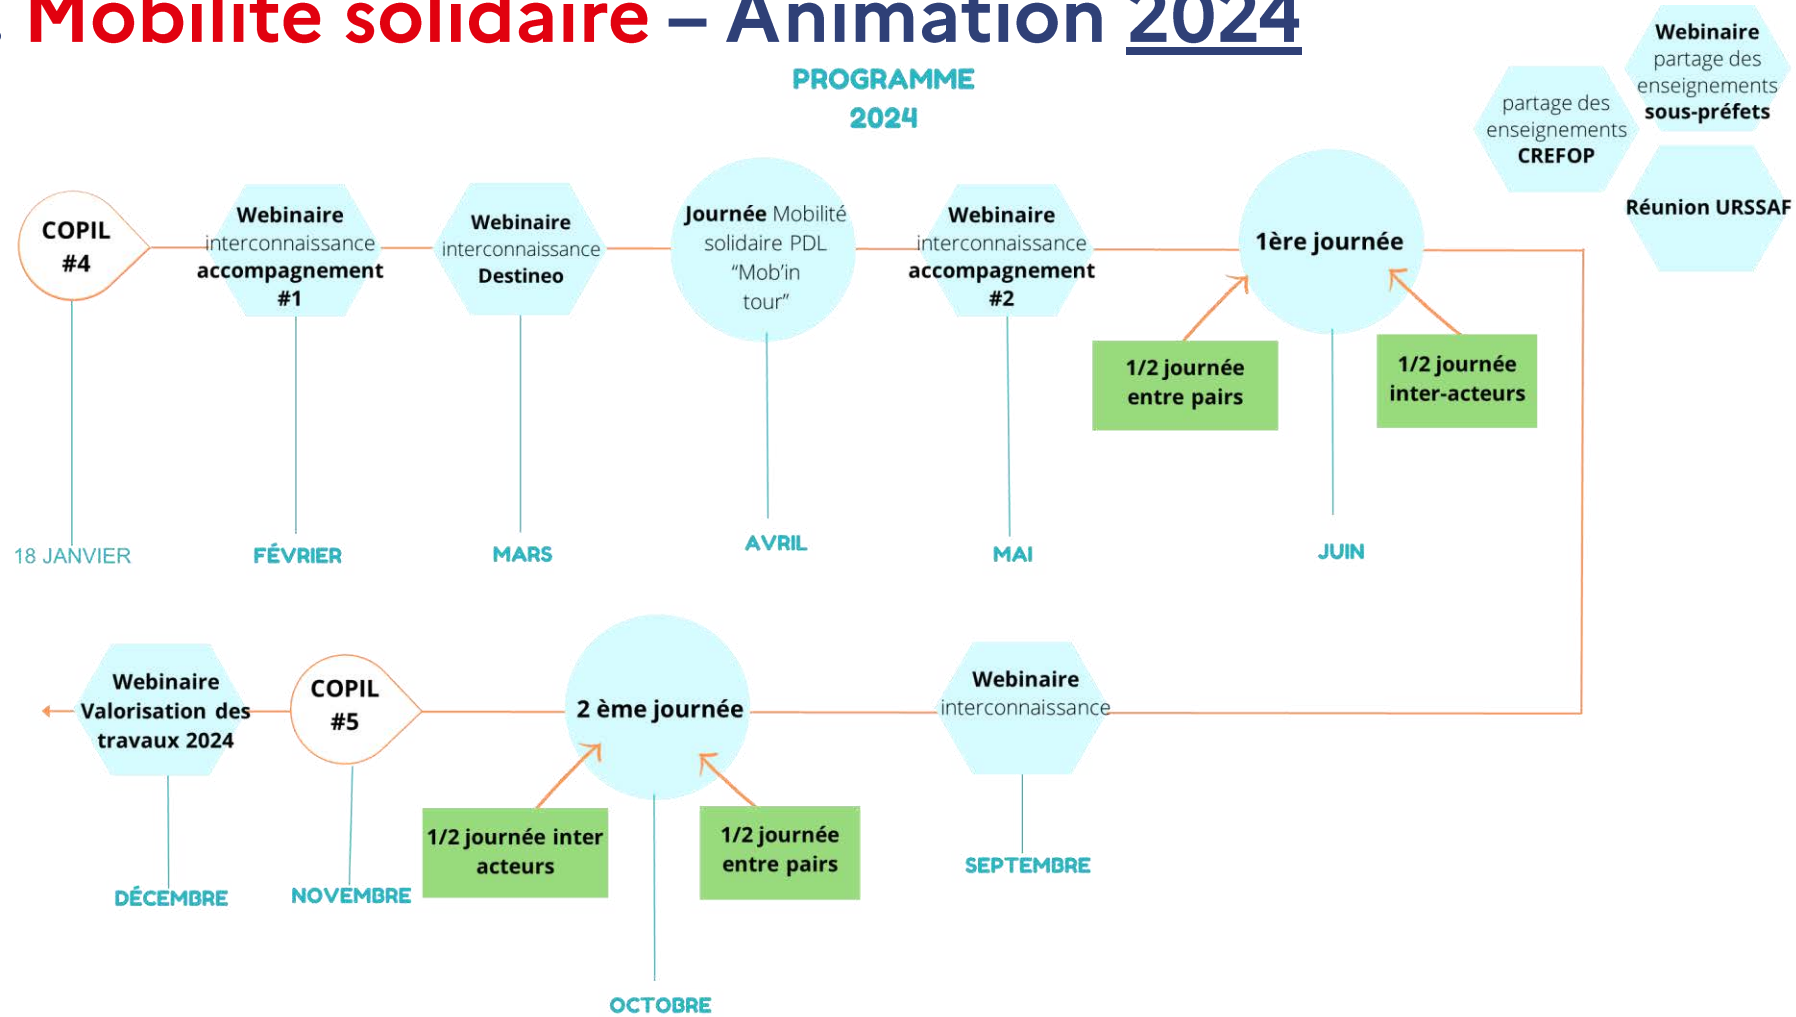 . Mobilité solidaire – Animation 2024
PROGRAMME
2024
Webinaire
partage des
enseignements
sous-préfets
partage des
enseignements
CREFOP
Réunion URSSAF
COPIL
#4
Webinaire
interconnaissance
accompagnement
#1
Webinaire
interconnaissance
Destineo
Journée Mobilité
solidaire PDL
“Mob’in
tour”
Webinaire
interconnaissance
accompagnement
#2
1ère journée
1/2 journée
entre pairs
1/2 journée
inter-acteurs
18 JANVIER
FÉVRIER
MARS
AVRIL
MAI
JUIN
Webinaire
Valorisation des
travaux 2024
COPIL
#5
2 ème journée
Webinaire
interconnaissance
1/2 journée inter
acteurs
1/2 journée
entre pairs
DÉCEMBRE
NOVEMBRE
OCTOBRE
SEPTEMBRE